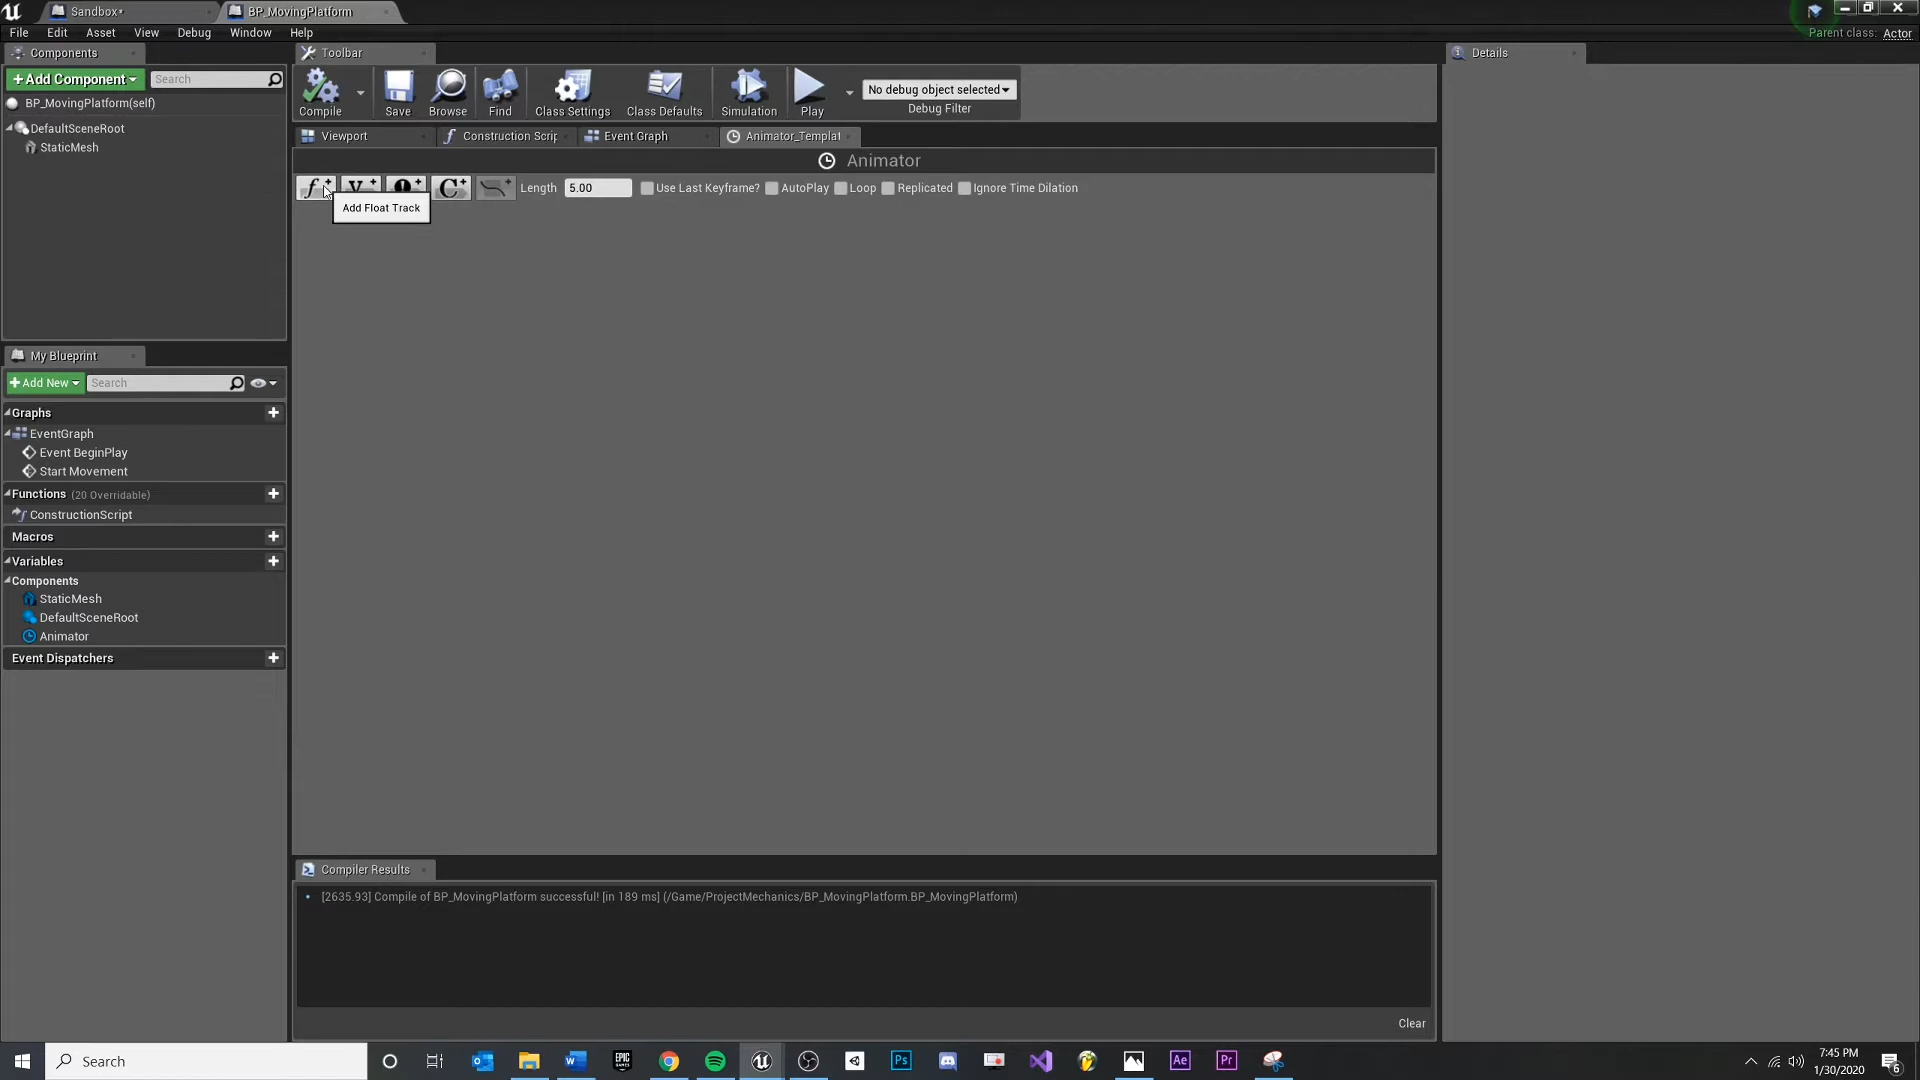 Sandbox*
BP_MovingPlatform
File Edit Asset View Debug Window Help
Parent class: Actor
Components
Toolbar
Details
+Add Component
Search
Compile
Save
Browse
Find
Class Settings
Class Defaults
Simulation
Play
No debug object selected
Debug Filter
BP_MovingPlatform(self)
DefaultSceneRoot
StaticMesh
Viewport
Construction Scrip
Event Graph
Animator_Templat
Animator
Length 5.00 Use Last Keyframe? AutoPlay Loop Replicated Ignore Time Dilation
Add Float Track
My Blueprint
+Add New
Search
Graphs
EventGraph
Event BeginPlay
Start Movement
Functions (20 Overridable)
ConstructionScript
Macros
Variables
Components
StaticMesh
DefaultSceneRoot
Animator
Event Dispatchers
Compiler Results
[2635.93] Compile of BP_MovingPlatform successful! [in 189 ms] (/Game/ProjectMechanics/BP_MovingPlatform.BP_MovingPlatform)
Clear
Search
7:45 PM
1/30/2020